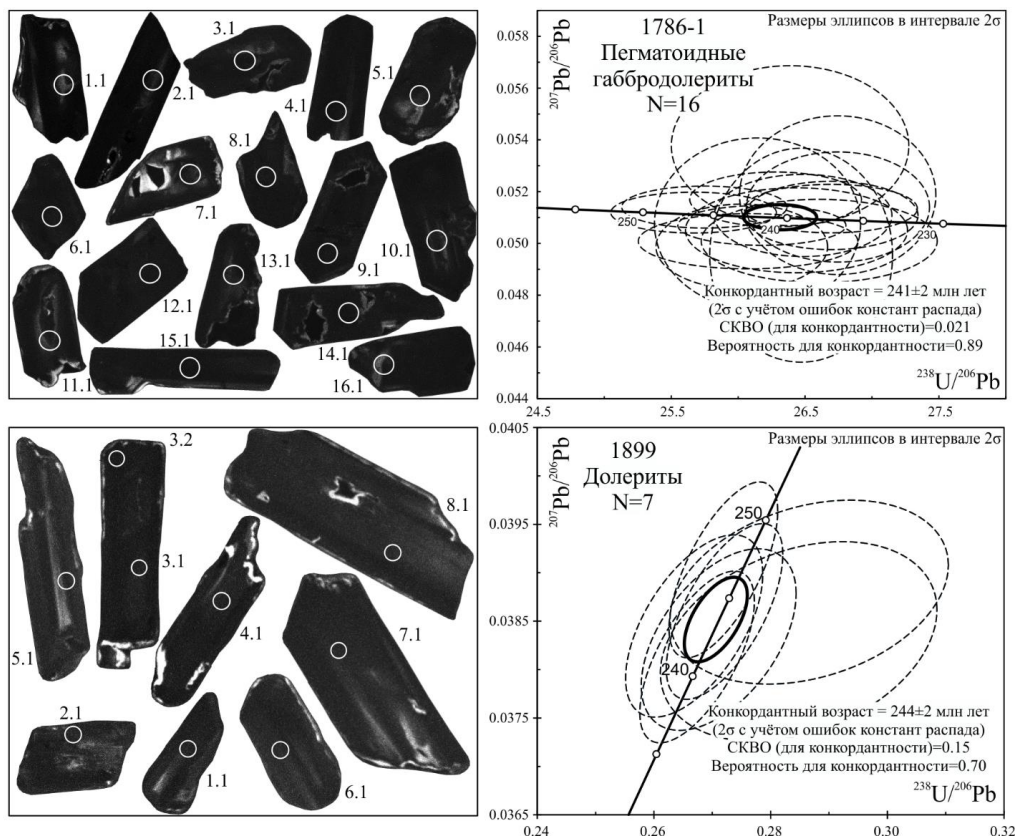 3.1
1.1
2.1
4.1
5.1
8.1
7.1
6.1
9.1
10.1
13.1
12.1
15.1
14.1
11.1
16.1
0.058
0.056
0.054
0.052
0.050
0.048
0.046
0.044
²⁰⁷Pb/²⁰⁶Pb
1786-1
Пегматоидные
габбродолериты
N=16
Размеры эллипсов в интервале 2σ
250
240
230
Конкордантный возраст = 241±2 млн лет
(2σ с учётом ошибок констант распада)
СКВО (для конкордантности)=0.021
Вероятность для конкордантности=0.89
²³⁸U/²⁰⁶Pb
24.5
25.5
26.5
27.5
3.2
8.1
3.1
4.1
7.1
5.1
2.1
1.1
6.1
0.0405
0.0395
0.0385
0.0375
0.0365
²⁰⁷Pb/²⁰⁶Pb
1899
Долериты
N=7
Размеры эллипсов в интервале 2σ
250
240
Конкордантный возраст = 244±2 млн лет
(2σ с учётом ошибок констант распада)
СКВО (для конкордантности)=0.15
Вероятность для конкордантности=0.70
²³⁸U/²⁰⁶Pb
0.24
0.26
0.28
0.30
0.32